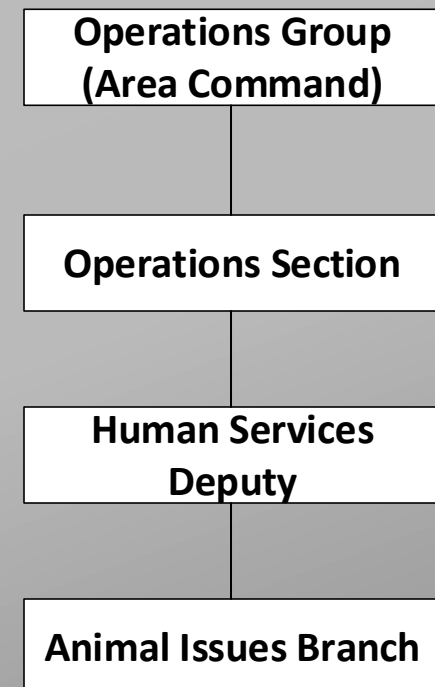 Operations Group
(Area Command)
Operations Section
Human Services
Deputy
Animal Issues Branch